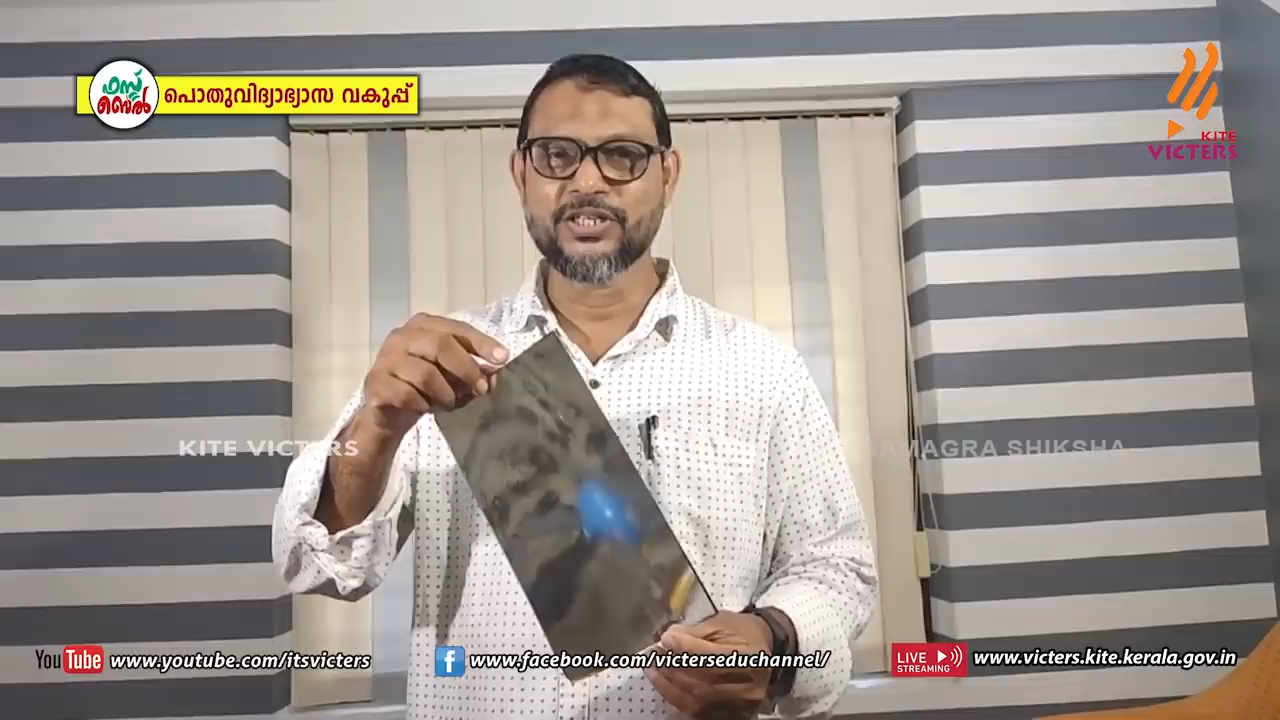 ഫസ്റ്റ്
ബെൽ
പൊതുവിദ്യാഭ്യാസ വകുപ്പ്
KITE
VICTERS
KITE VICTERS
SAMAGRA SHIKSHA
YouTube www.youtube.com/itsvicters
f www.facebook.com/victerseduchannel/
LIVE
STREAMING
www.victers.kite.kerala.gov.in